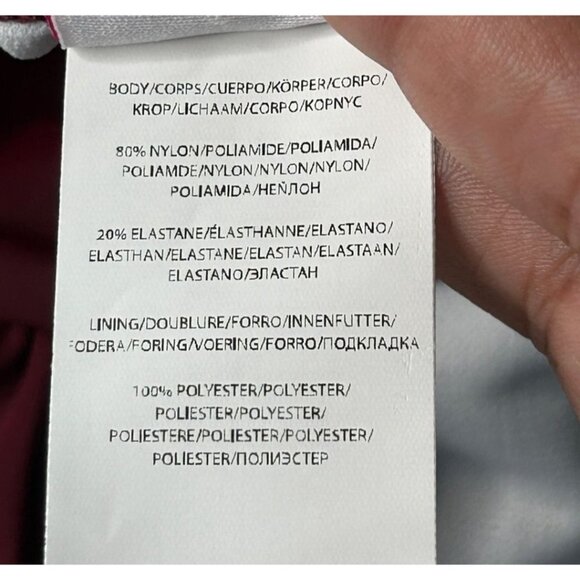 BODY/CORPS/CUERPO/KÖRPER/CORPO/
KROP/LICHAAM/CORPO/КОРПУС
80% NYLON/POLIAMIDE/POLIAMIDA/
POLIAMDE/NYLON/NYLON/NYLON/
POLIAMIDA/НЕЙЛОН
20% ELASTANE/ÉLASTHANNE/ELASTANO/
ELASTHAN/ELASTANE/ELASTAN/ELASTAAN/
ELASTANO/ЭЛАСТАН
LINING/DOUBLURE/FORRO/INNENFUTTER/
FODERA/FORING/VOERING/FORRO/ПОДКЛАДКА
100% POLYESTER/POLYESTER/
POLIESTER/POLYESTER/
POLIESTERE/POLIESTER/POLYESTER/
POLIESTER/ПОЛИЭСТЕР